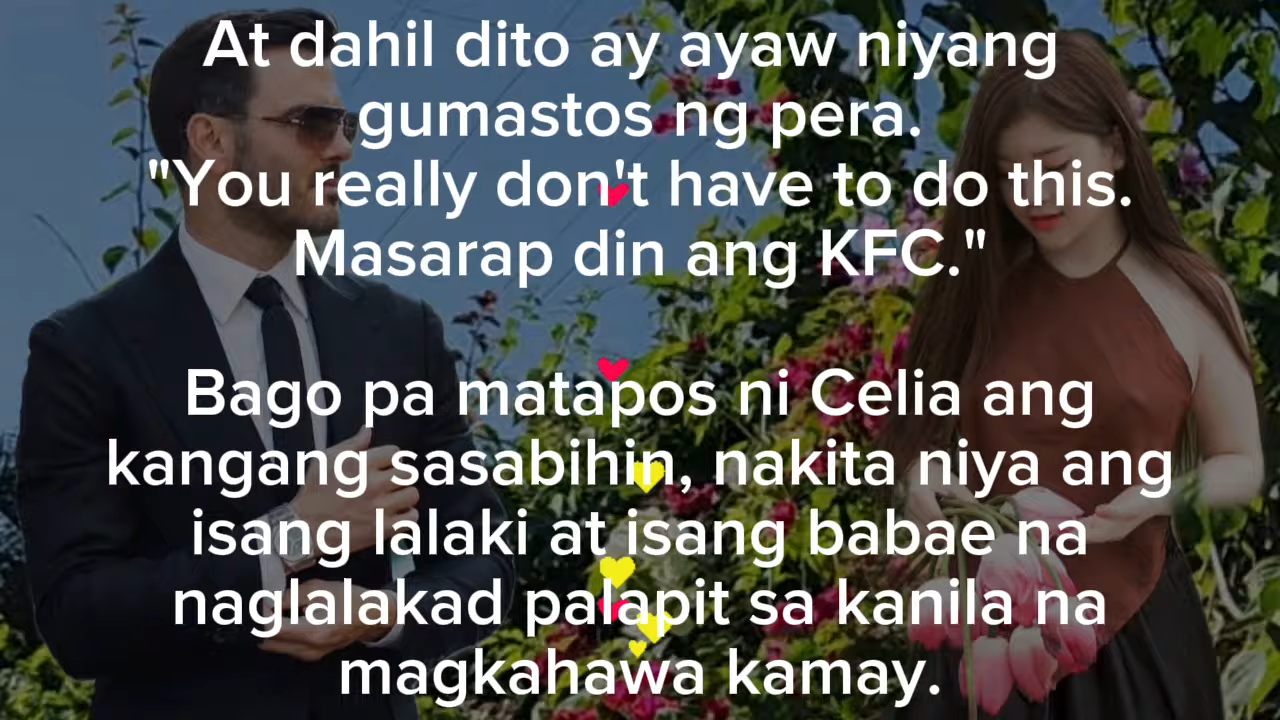 At dahil dito ay ayaw niyang
gumastos ng pera.
"You really don't have to do this.
Masarap din ang KFC."
Bago pa matapos ni Celia ang
kangang sasabihin, nakita niya ang
isang lalaki at isang babae na
naglalakad palapit sa kanila na
magkahawa kamay.